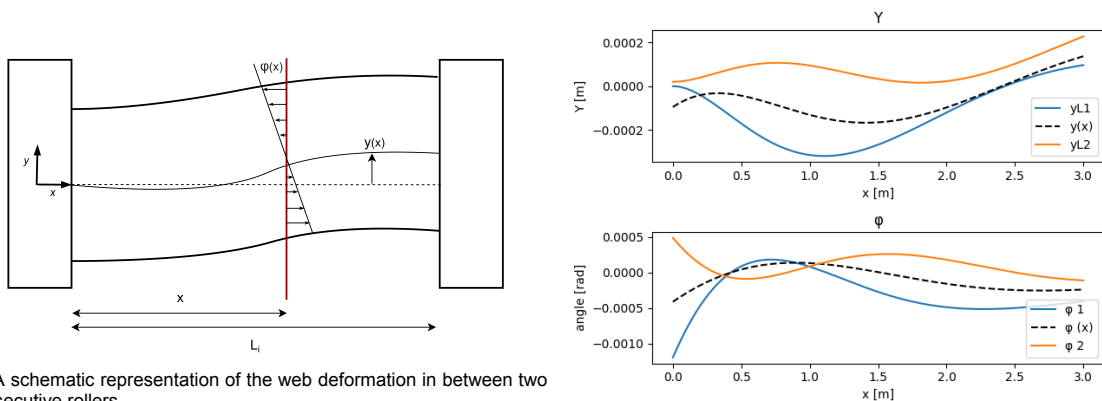 φ(x)
y(x)
y
x
x
L i
A schematic representation of the web deformation in between two
secutive rollers
Y
0.0002
0.0000
−0.0002
Y [m]
yL1
y(x)
yL2
0.0 0.5 1.0 1.5 2.0 2.5 3.0
x [m]
φ
0.0005
0.0000
−0.0005
−0.0010
angle [rad]
φ 1
φ (x)
φ 2
0.0 0.5 1.0 1.5 2.0 2.5 3.0
x [m]